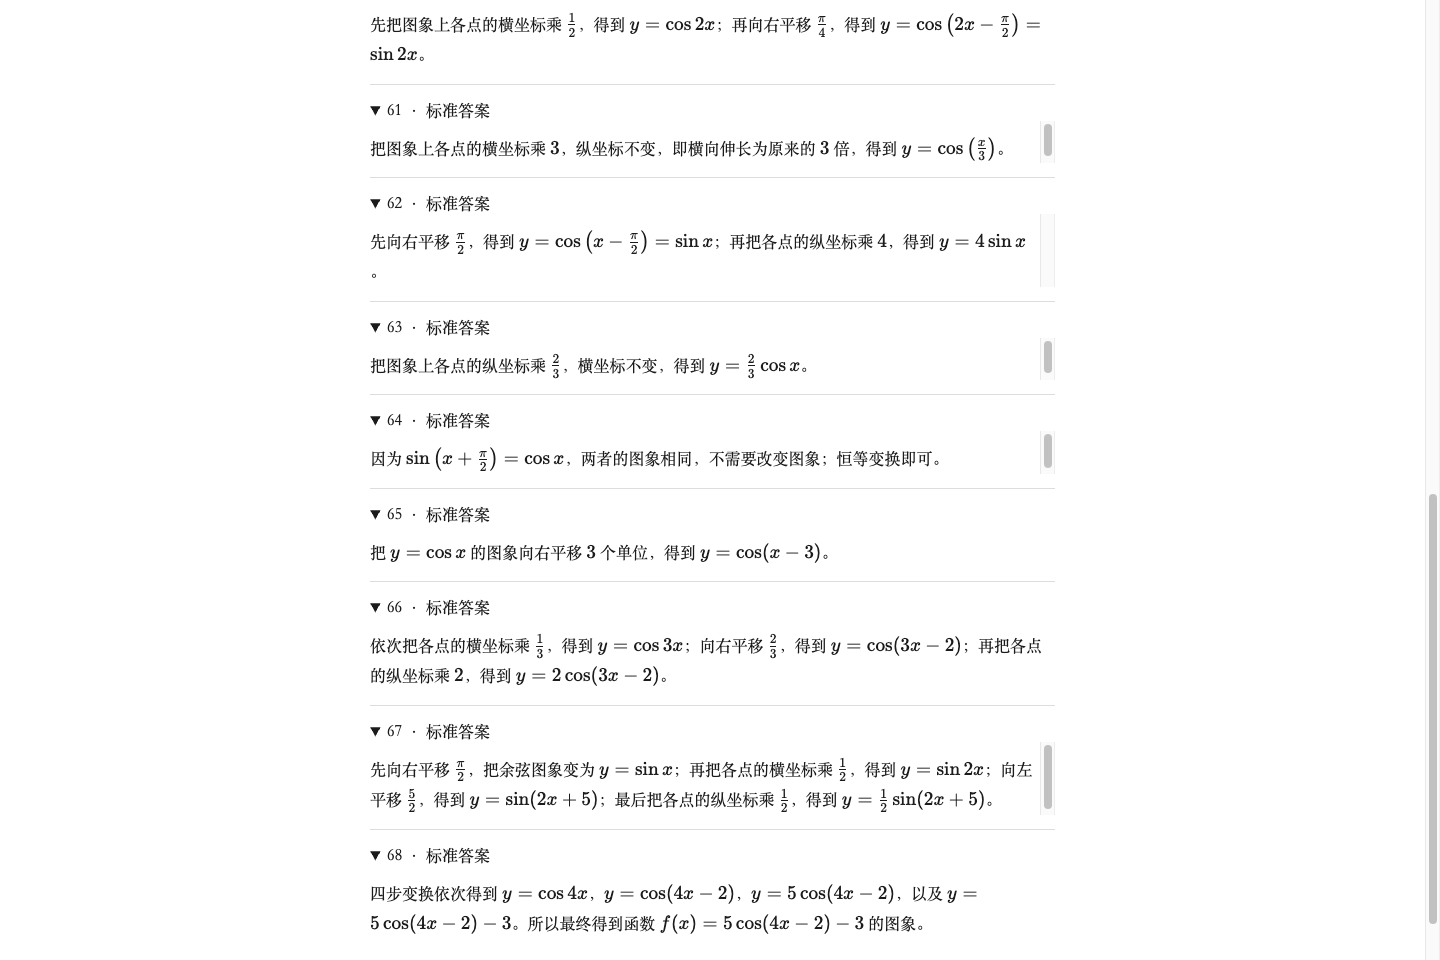 先把图象上各点的横坐标乘 1/2，得到 y = cos 2x；再向右平移 π/4，得到 y = cos (2x − π/2) =
sin 2x。
▼ 61 · 标准答案
把图象上各点的横坐标乘 3，纵坐标不变，即横向伸长为原来的 3 倍，得到 y = cos (x/3)。
▼ 62 · 标准答案
先向右平移 π/2，得到 y = cos (x − π/2) = sin x；再把各点的纵坐标乘 4，得到 y = 4 sin x
。
▼ 63 · 标准答案
把图象上各点的纵坐标乘 2/3，横坐标不变，得到 y = 2/3 cos x。
▼ 64 · 标准答案
因为 sin (x + π/2) = cos x，两者的图象相同，不需要改变图象；恒等变换即可。
▼ 65 · 标准答案
把 y = cos x 的图象向右平移 3 个单位，得到 y = cos(x − 3)。
▼ 66 · 标准答案
依次把各点的横坐标乘 1/3，得到 y = cos 3x；向右平移 2/3，得到 y = cos(3x − 2)；再把各点
的纵坐标乘 2，得到 y = 2 cos(3x − 2)。
▼ 67 · 标准答案
先向右平移 π/2，把余弦图象变为 y = sin x；再把各点的横坐标乘 1/2，得到 y = sin 2x；向左
平移 5/2，得到 y = sin(2x + 5)；最后把各点的纵坐标乘 1/2，得到 y = 1/2 sin(2x + 5)。
▼ 68 · 标准答案
四步变换依次得到 y = cos 4x，y = cos(4x − 2)，y = 5 cos(4x − 2)，以及 y =
5 cos(4x − 2) − 3。所以最终得到函数 f(x) = 5 cos(4x − 2) − 3 的图象。